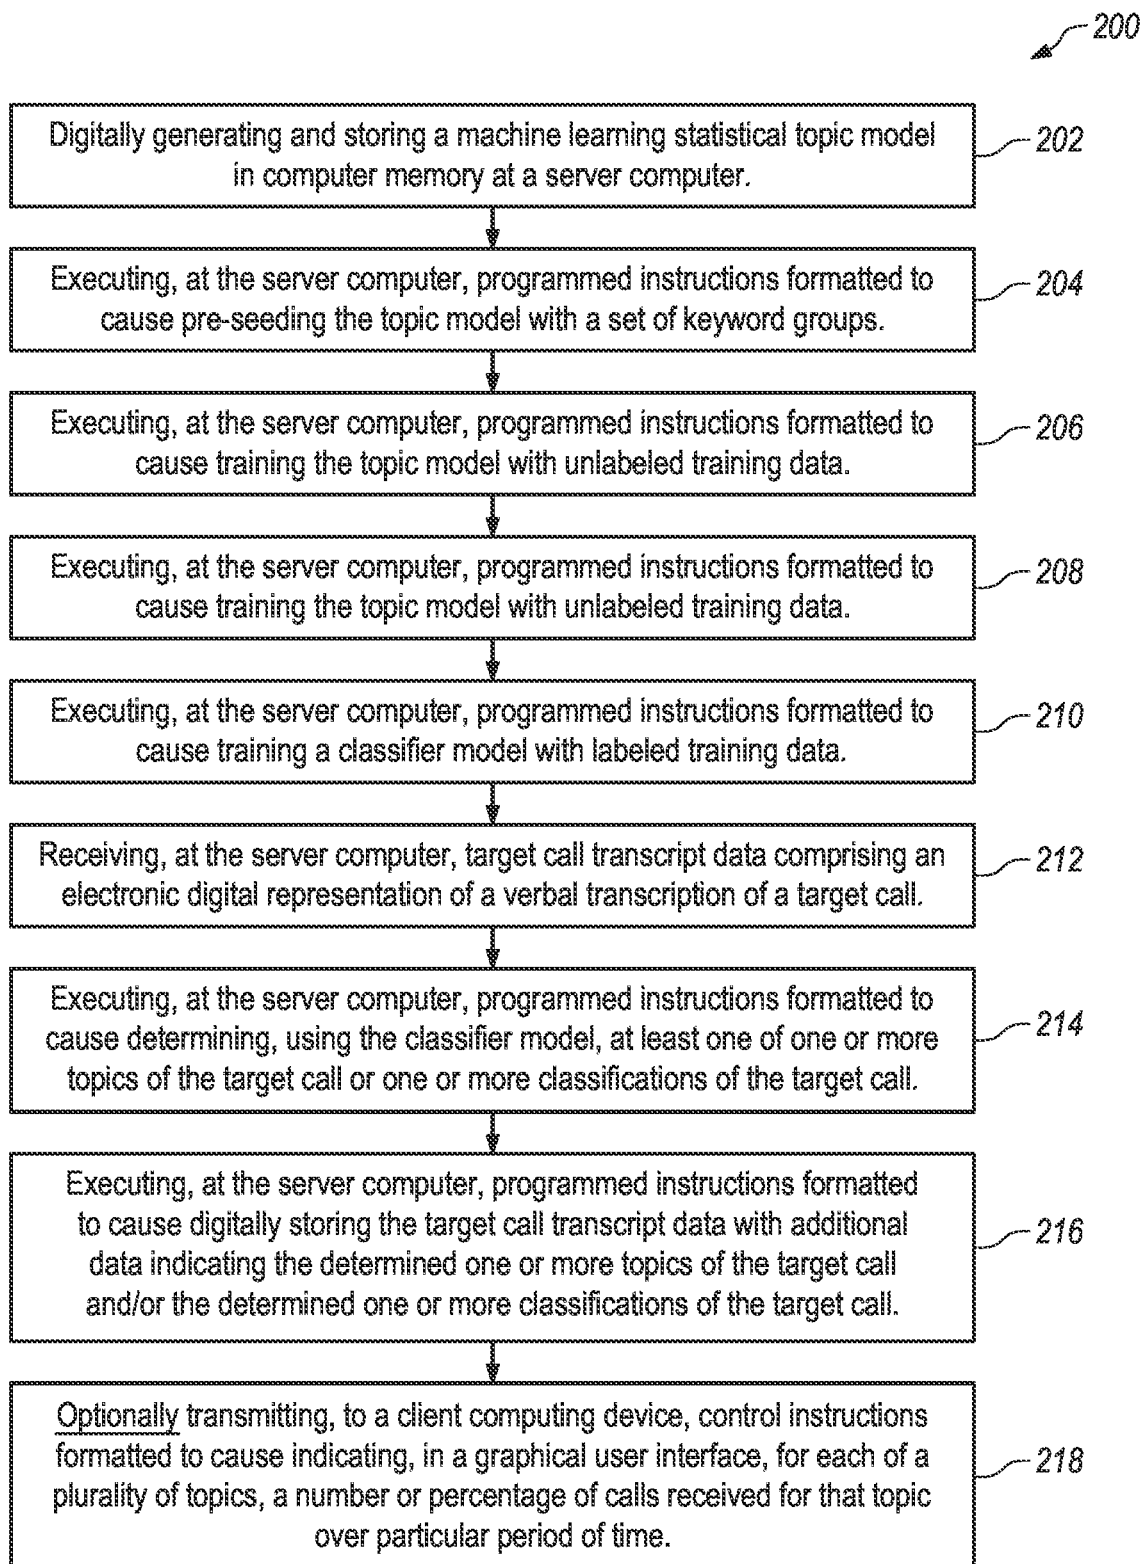 200
Digitally generating and storing a machine learning statistical topic model
in computer memory at a server computer.
202
Executing, at the server computer, programmed instructions formatted to
cause pre-seeding the topic model with a set of keyword groups.
204
Executing, at the server computer, programmed instructions formatted to
cause training the topic model with unlabeled training data.
206
Executing, at the server computer, programmed instructions formatted to
cause training the topic model with unlabeled training data.
208
Executing, at the server computer, programmed instructions formatted to
cause training a classifier model with labeled training data.
210
Receiving, at the server computer, target call transcript data comprising an
electronic digital representation of a verbal transcription of a target call.
212
Executing, at the server computer, programmed instructions formatted to
cause determining, using the classifier model, at least one of one or more
topics of the target call or one or more classifications of the target call.
214
Executing, at the server computer, programmed instructions formatted
to cause digitally storing the target call transcript data with additional
data indicating the determined one or more topics of the target call
and/or the determined one or more classifications of the target call.
216
Optionally transmitting, to a client computing device, control instructions
formatted to cause indicating, in a graphical user interface, for each of a
plurality of topics, a number or percentage of calls received for that topic
over particular period of time.
218